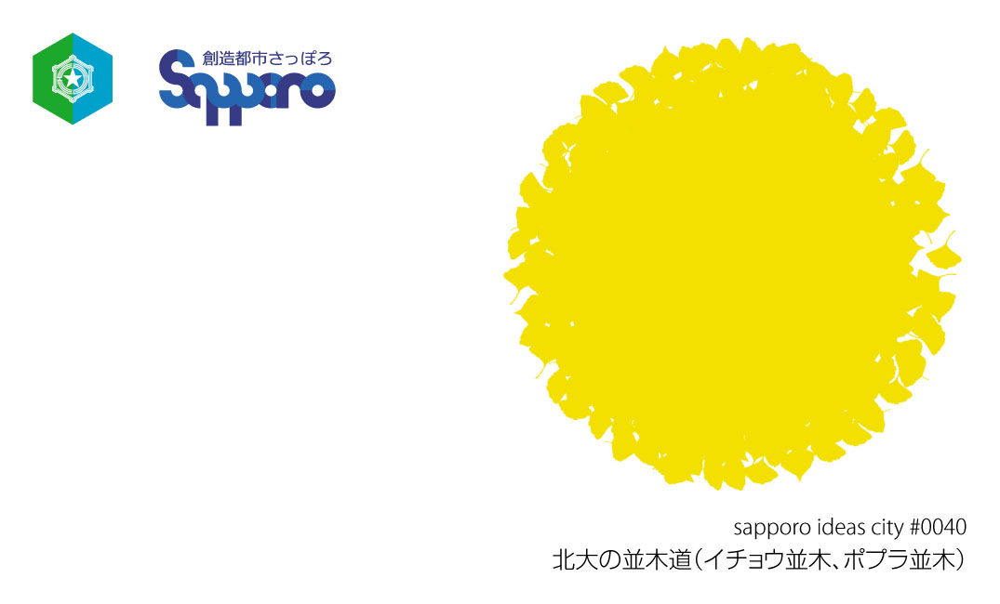 創造都市さっぽろ
Sapporo
sapporo ideas city #0040
北大の並木道（イチョウ並木、ポプラ並木）